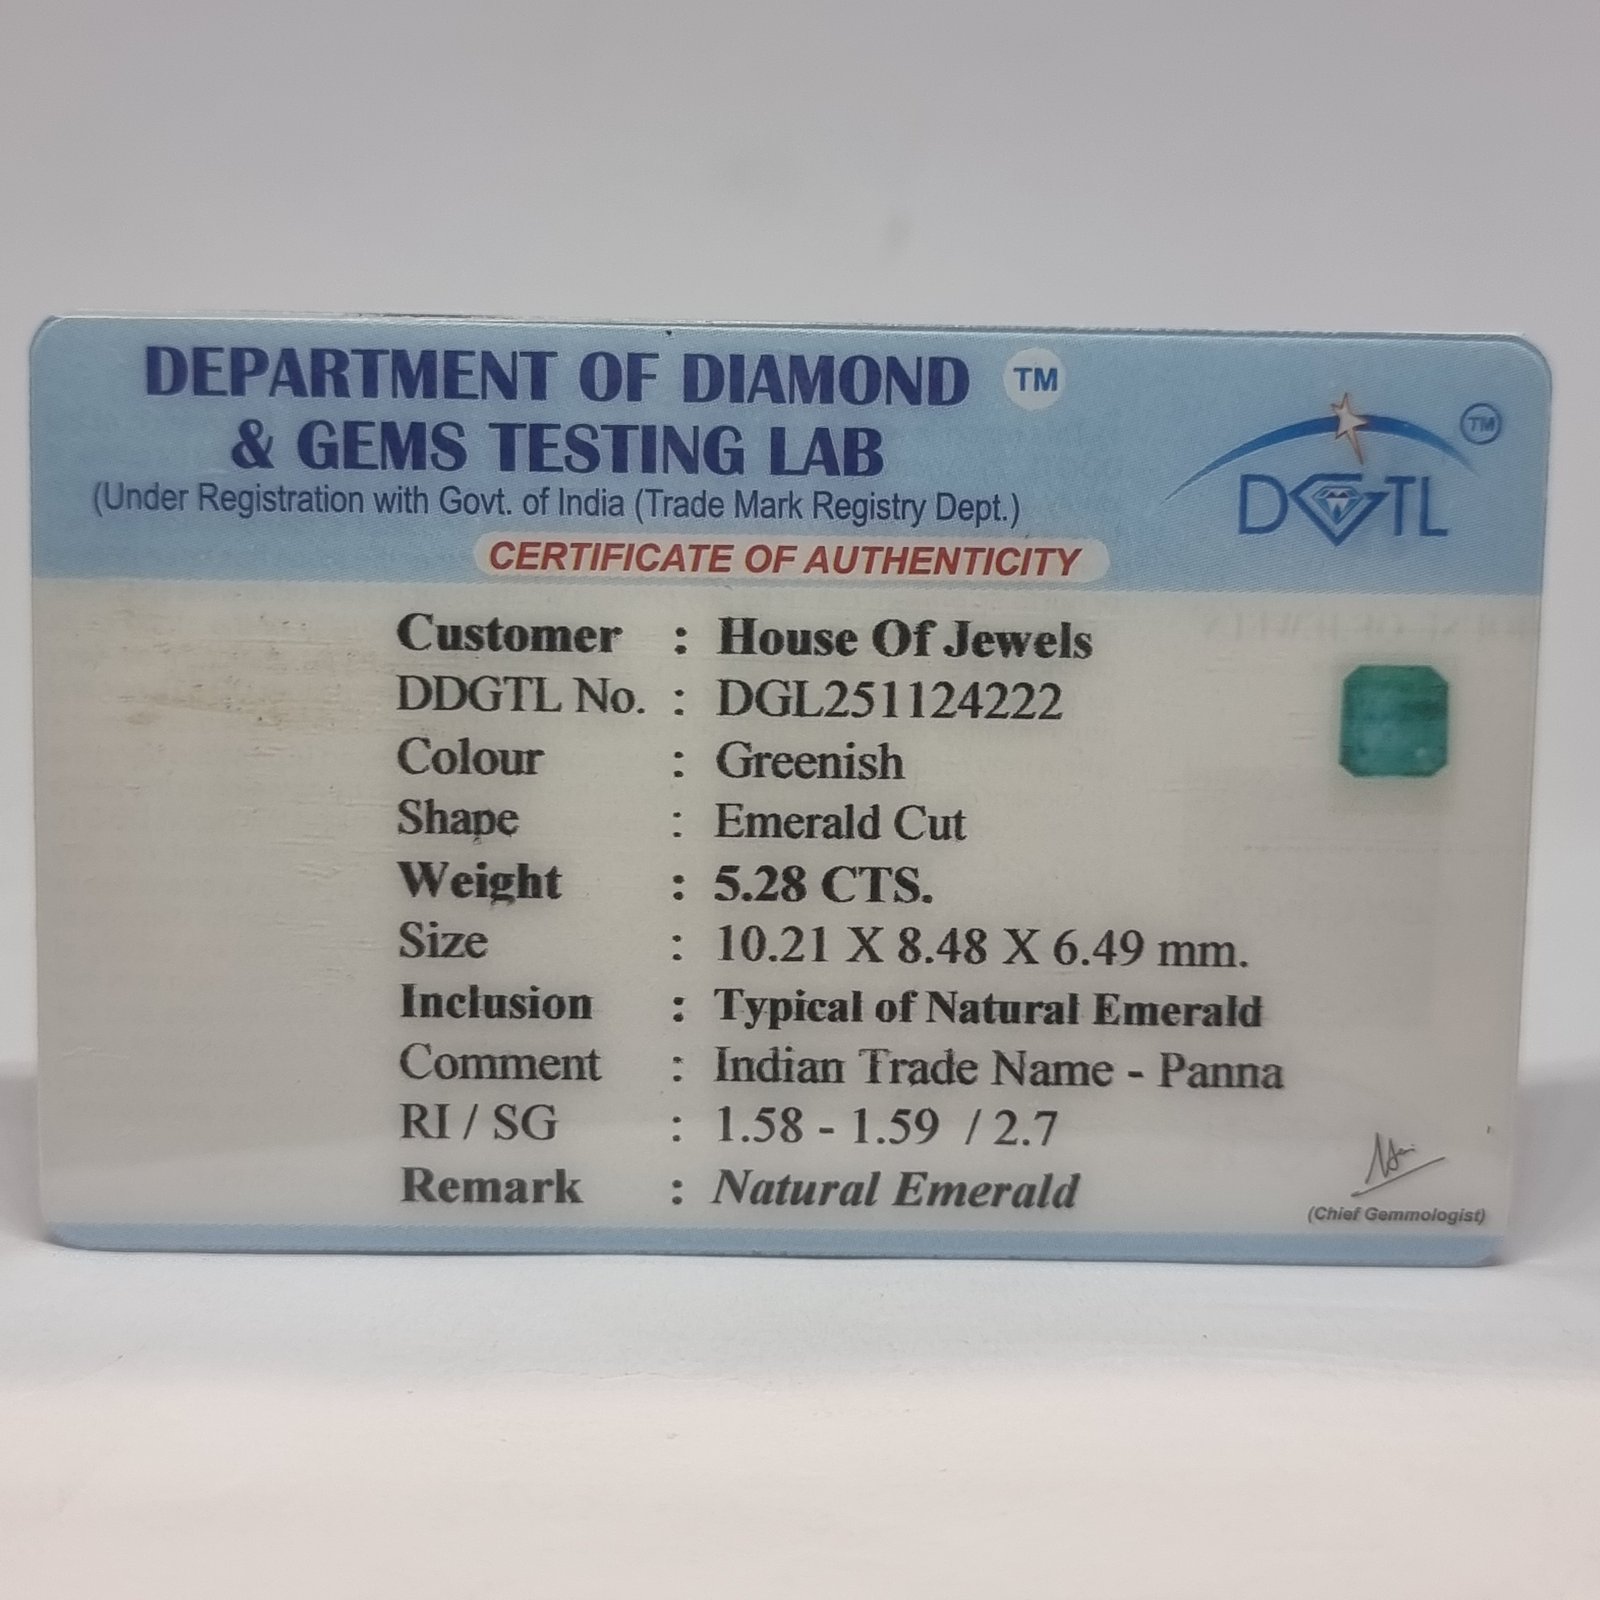 DEPARTMENT OF DIAMOND TM
& GEMS TESTING LAB
(Under Registration with Govt. of India (Trade Mark Registry Dept.)
CERTIFICATE OF AUTHENTICITY
TM
DGTL
Customer : House Of Jewels
DDGTL No. : DGL251124222
Colour : Greenish
Shape : Emerald Cut
Weight : 5.28 CTS.
Size : 10.21 X 8.48 X 6.49 mm.
Inclusion : Typical of Natural Emerald
Comment : Indian Trade Name - Panna
RI / SG : 1.58 - 1.59 / 2.7
Remark : Natural Emerald
(Chief Gemmologist)